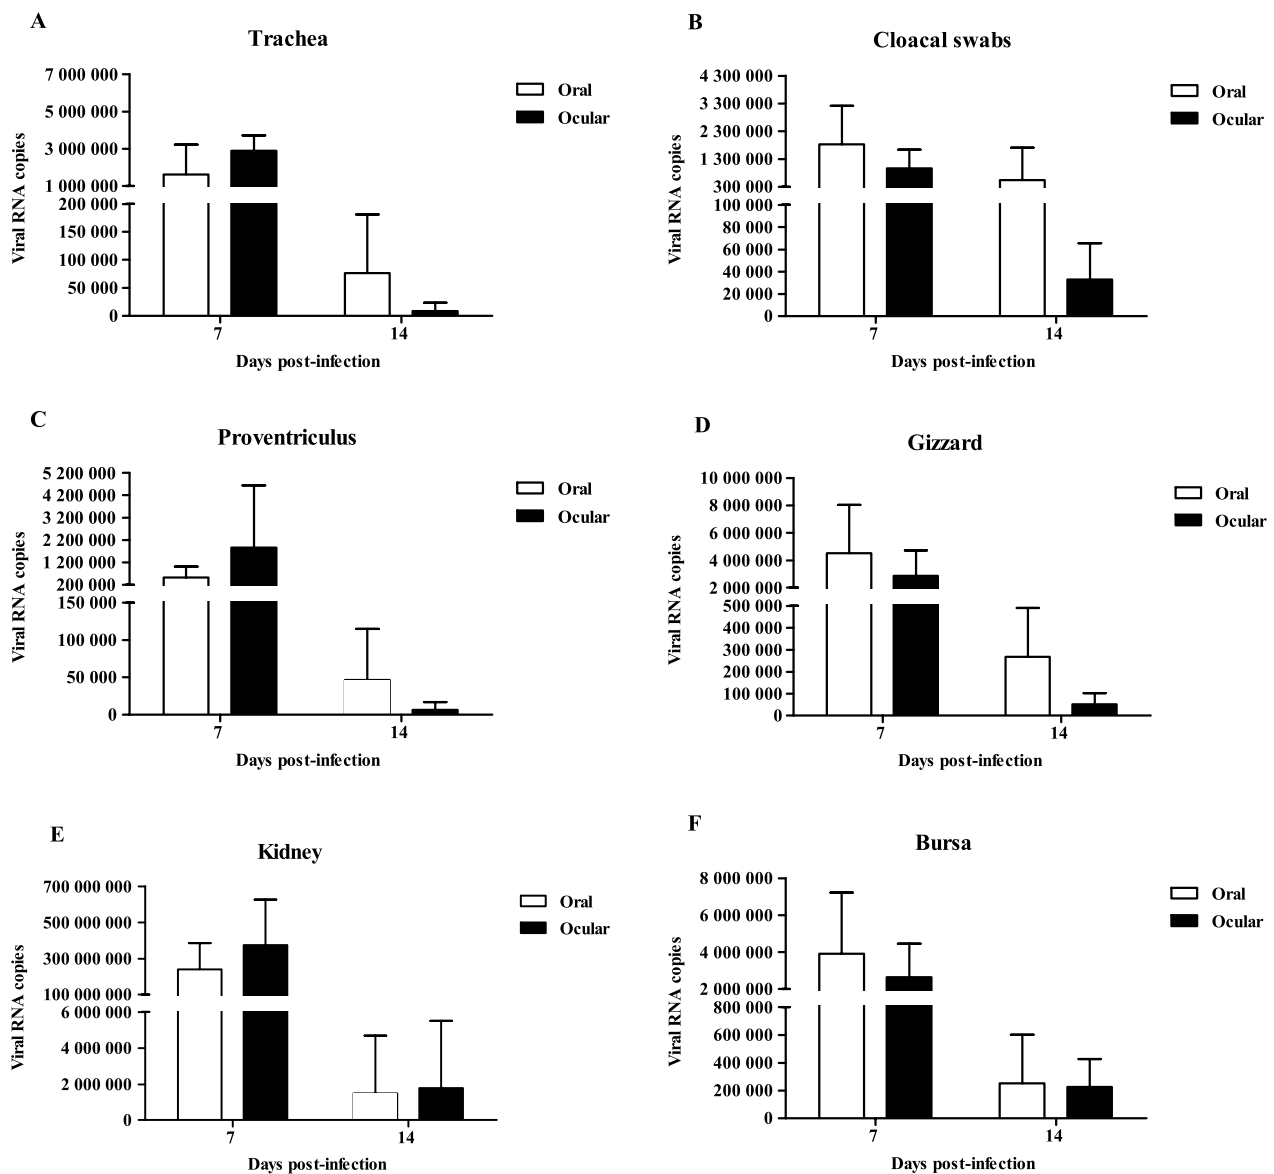 A
Trachea
7 000 000
5 000 000
3 000 000
1 000 000
200 000
150 000
100 000
50 000
0
Viral RNA copies
7
14
Days post-infection
Oral
Ocular
B
Cloacal swabs
4 300 000
3 300 000
2 300 000
1 300 000
300 000
100 000
80 000
60 000
40 000
20 000
0
Viral RNA copies
7
14
Days post-infection
Oral
Ocular
C
Proventriculus
5 200 000
4 200 000
3 200 000
2 200 000
1 200 000
200 000
150 000
100 000
50 000
0
Viral RNA copies
7
14
Days post-infection
Oral
Ocular
D
Gizzard
10 000 000
8 000 000
6 000 000
4 000 000
2 000 000
500 000
400 000
300 000
200 000
100 000
0
Viral RNA copies
7
14
Days post-infection
Oral
Ocular
E
Kidney
700 000 000
500 000 000
300 000 000
100 000 000
6 000 000
4 000 000
2 000 000
0
Viral RNA copies
7
14
Days post-infection
Oral
Ocular
F
Bursa
8 000 000
6 000 000
4 000 000
2 000 000
800 000
600 000
400 000
200 000
0
Viral RNA copies
7
14
Days post-infection
Oral
Ocular